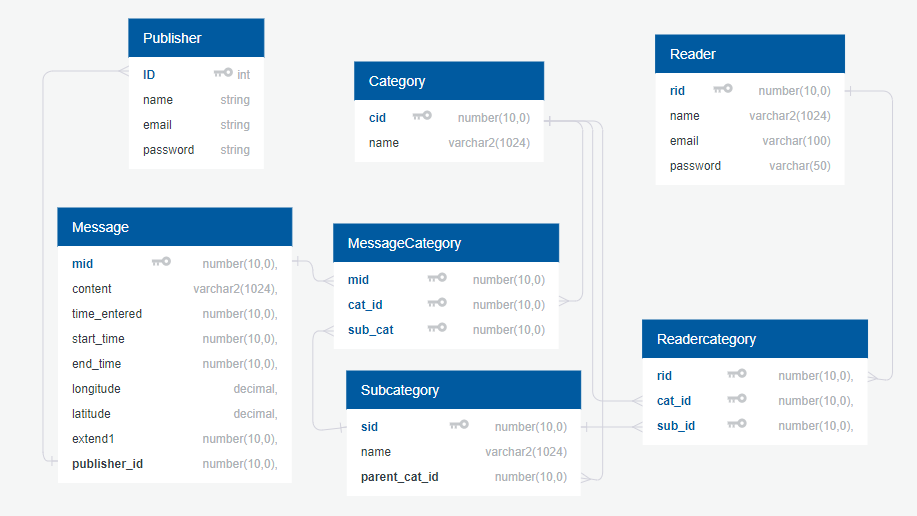 Publisher
ID int
name string
email string
password string
Category
cid number(10,0)
name varchar2(1024)
Reader
rid number(10,0)
name varchar2(1024)
email varchar(100)
password varchar(50)
Message
mid number(10,0),
content varchar2(1024),
time_entered number(10,0),
start_time number(10,0),
end_time number(10,0),
longitude decimal,
latitude decimal,
extend1 number(10,0),
publisher_id number(10,0),
MessageCategory
mid number(10,0)
cat_id number(10,0)
sub_cat number(10,0)
Subcategory
sid number(10,0)
name varchar2(1024)
parent_cat_id number(10,0)
Readercategory
rid number(10,0),
cat_id number(10,0),
sub_id number(10,0),